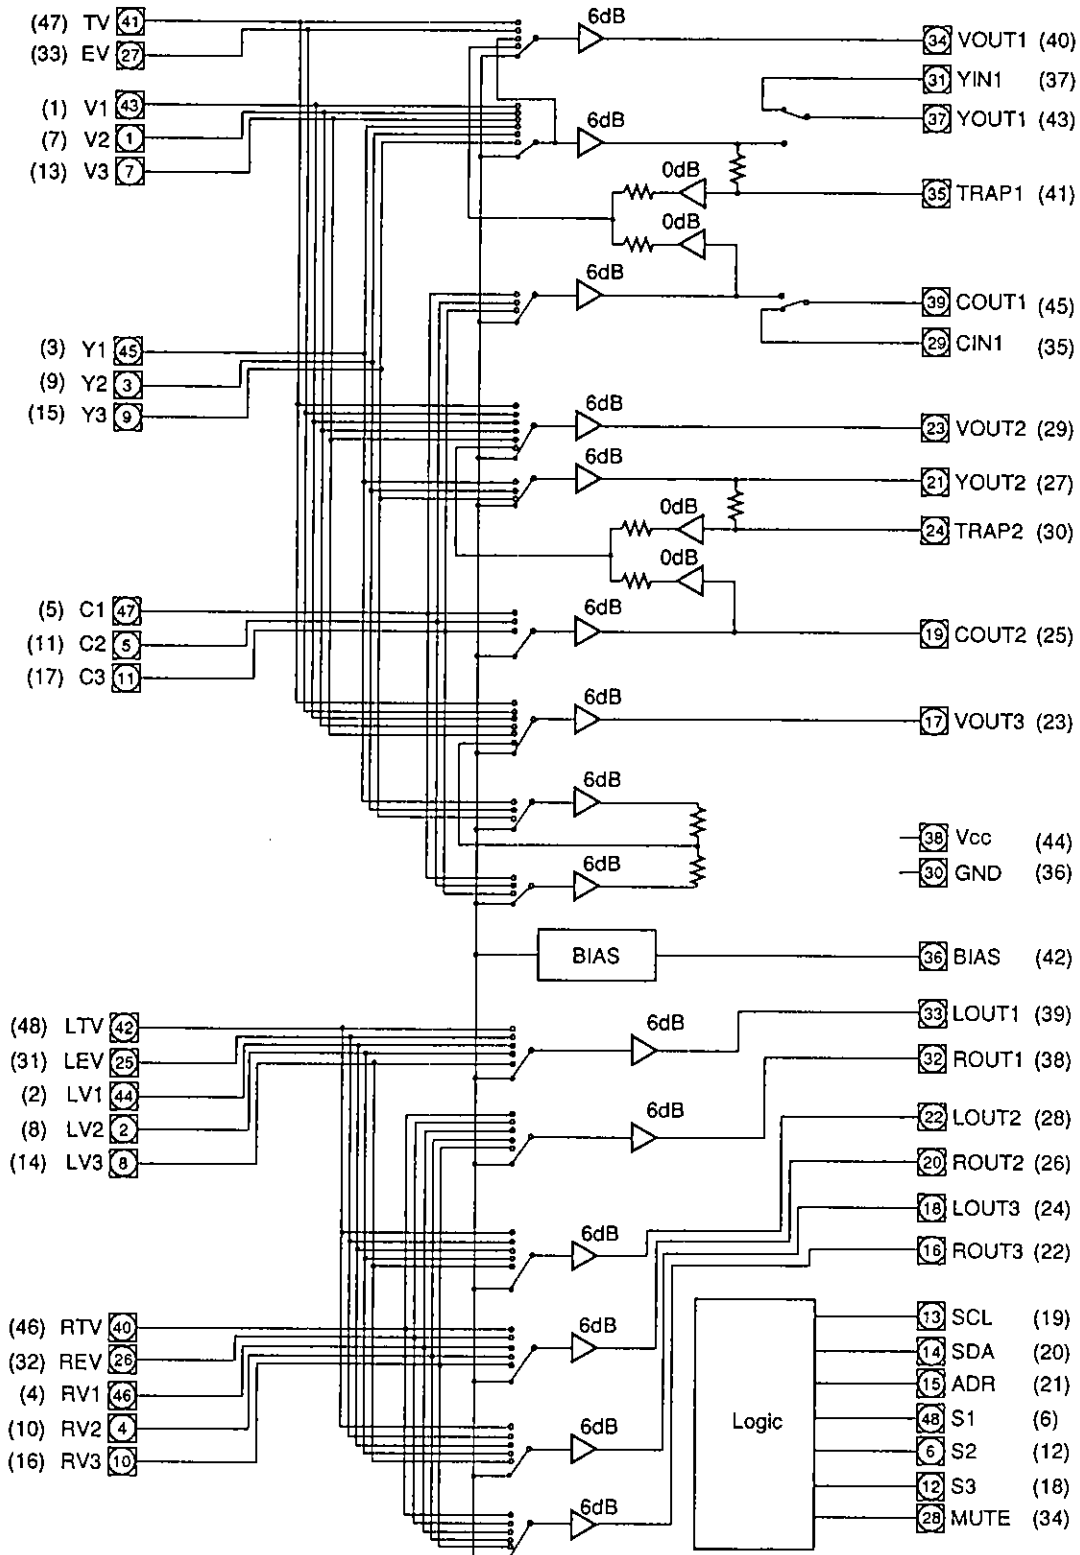 (47) TV 41
(33) EV 27
6dB
34 VOUT1 (40)
31 YIN1 (37)
(1) V1 43
(7) V2 1
(13) V3 7
6dB
37 YOUT1 (43)
0dB
35 TRAP1 (41)
0dB
6dB
39 COUT1 (45)
29 CIN1 (35)
(3) Y1 45
(9) Y2 3
(15) Y3 9
6dB
23 VOUT2 (29)
6dB
21 YOUT2 (27)
0dB
24 TRAP2 (30)
0dB
(5) C1 47
(11) C2 5
(17) C3 11
6dB
19 COUT2 (25)
6dB
17 VOUT3 (23)
6dB
38 Vcc (44)
6dB
30 GND (36)
BIAS
36 BIAS (42)
(48) LTV 42
(31) LEV 25
(2) LV1 44
(8) LV2 2
(14) LV3 8
6dB
33 LOUT1 (39)
32 ROUT1 (38)
6dB
22 LOUT2 (28)
20 ROUT2 (26)
18 LOUT3 (24)
16 ROUT3 (22)
6dB
(46) RTV 40
(32) REV 26
(4) RV1 46
(10) RV2 4
(16) RV3 10
6dB
6dB
6dB
Logic
13 SCL (19)
14 SDA (20)
15 ADR (21)
48 S1 (6)
6 S2 (12)
12 S3 (18)
28 MUTE (34)